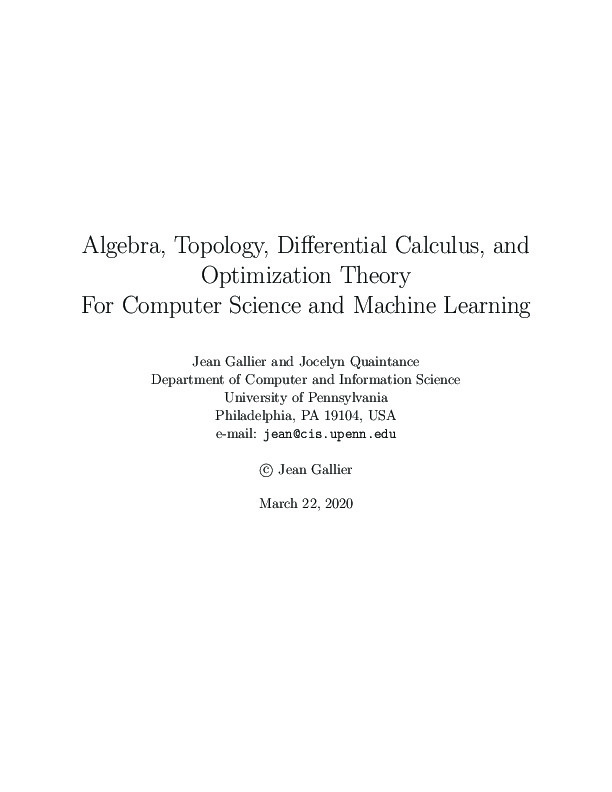 Algebra, Topology, Differential Calculus, and
Optimization Theory
For Computer Science and Machine Learning
Jean Gallier and Jocelyn Quaintance
Department of Computer and Information Science
University of Pennsylvania
Philadelphia, PA 19104, USA
e-mail: jean@cis.upenn.edu
© Jean Gallier
March 22, 2020